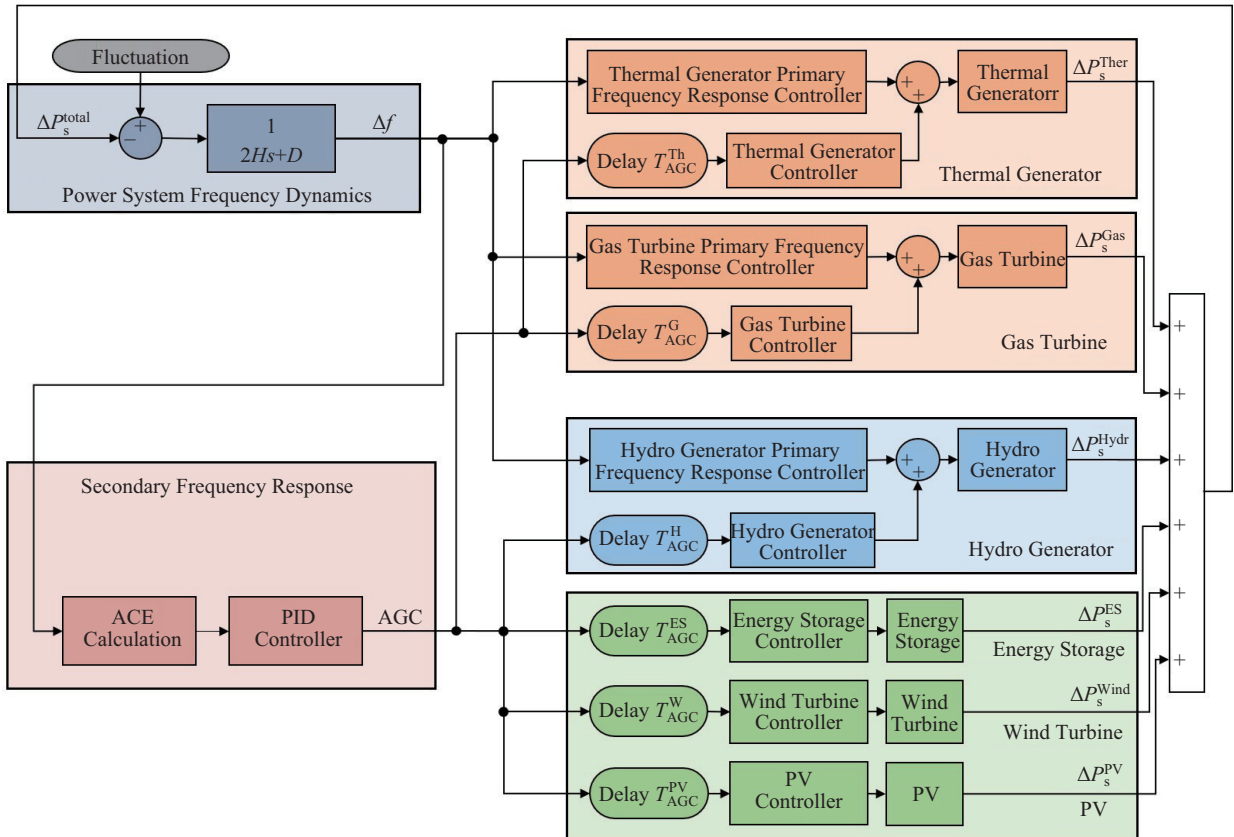 Fluctuation
ΔP_s^total
−
+
1
2Hs+D
Δf
Power System Frequency Dynamics
Thermal Generator Primary
Frequency Response Controller
+
+
Thermal
Generatorr
ΔP_s^Ther
Delay T_AGC^Th
Thermal Generator
Controller
Thermal Generator
Gas Turbine Primary Frequency
Response Controller
+
+
Gas Turbine
ΔP_s^Gas
Delay T_AGC^G
Gas Turbine
Controller
Gas Turbine
Hydro Generator Primary
Frequency Response Controller
+
+
Hydro
Generator
ΔP_s^Hydr
Delay T_AGC^H
Hydro Generator
Controller
Hydro Generator
Secondary Frequency Response
ACE
Calculation
PID
Controller
AGC
Delay T_AGC^ES
Energy Storage
Controller
Energy
Storage
ΔP_s^ES
Energy Storage
Delay T_AGC^W
Wind Turbine
Controller
Wind
Turbine
ΔP_s^Wind
Wind Turbine
Delay T_AGC^PV
PV
Controller
PV
ΔP_s^PV
PV
+
+
+
+
+
+